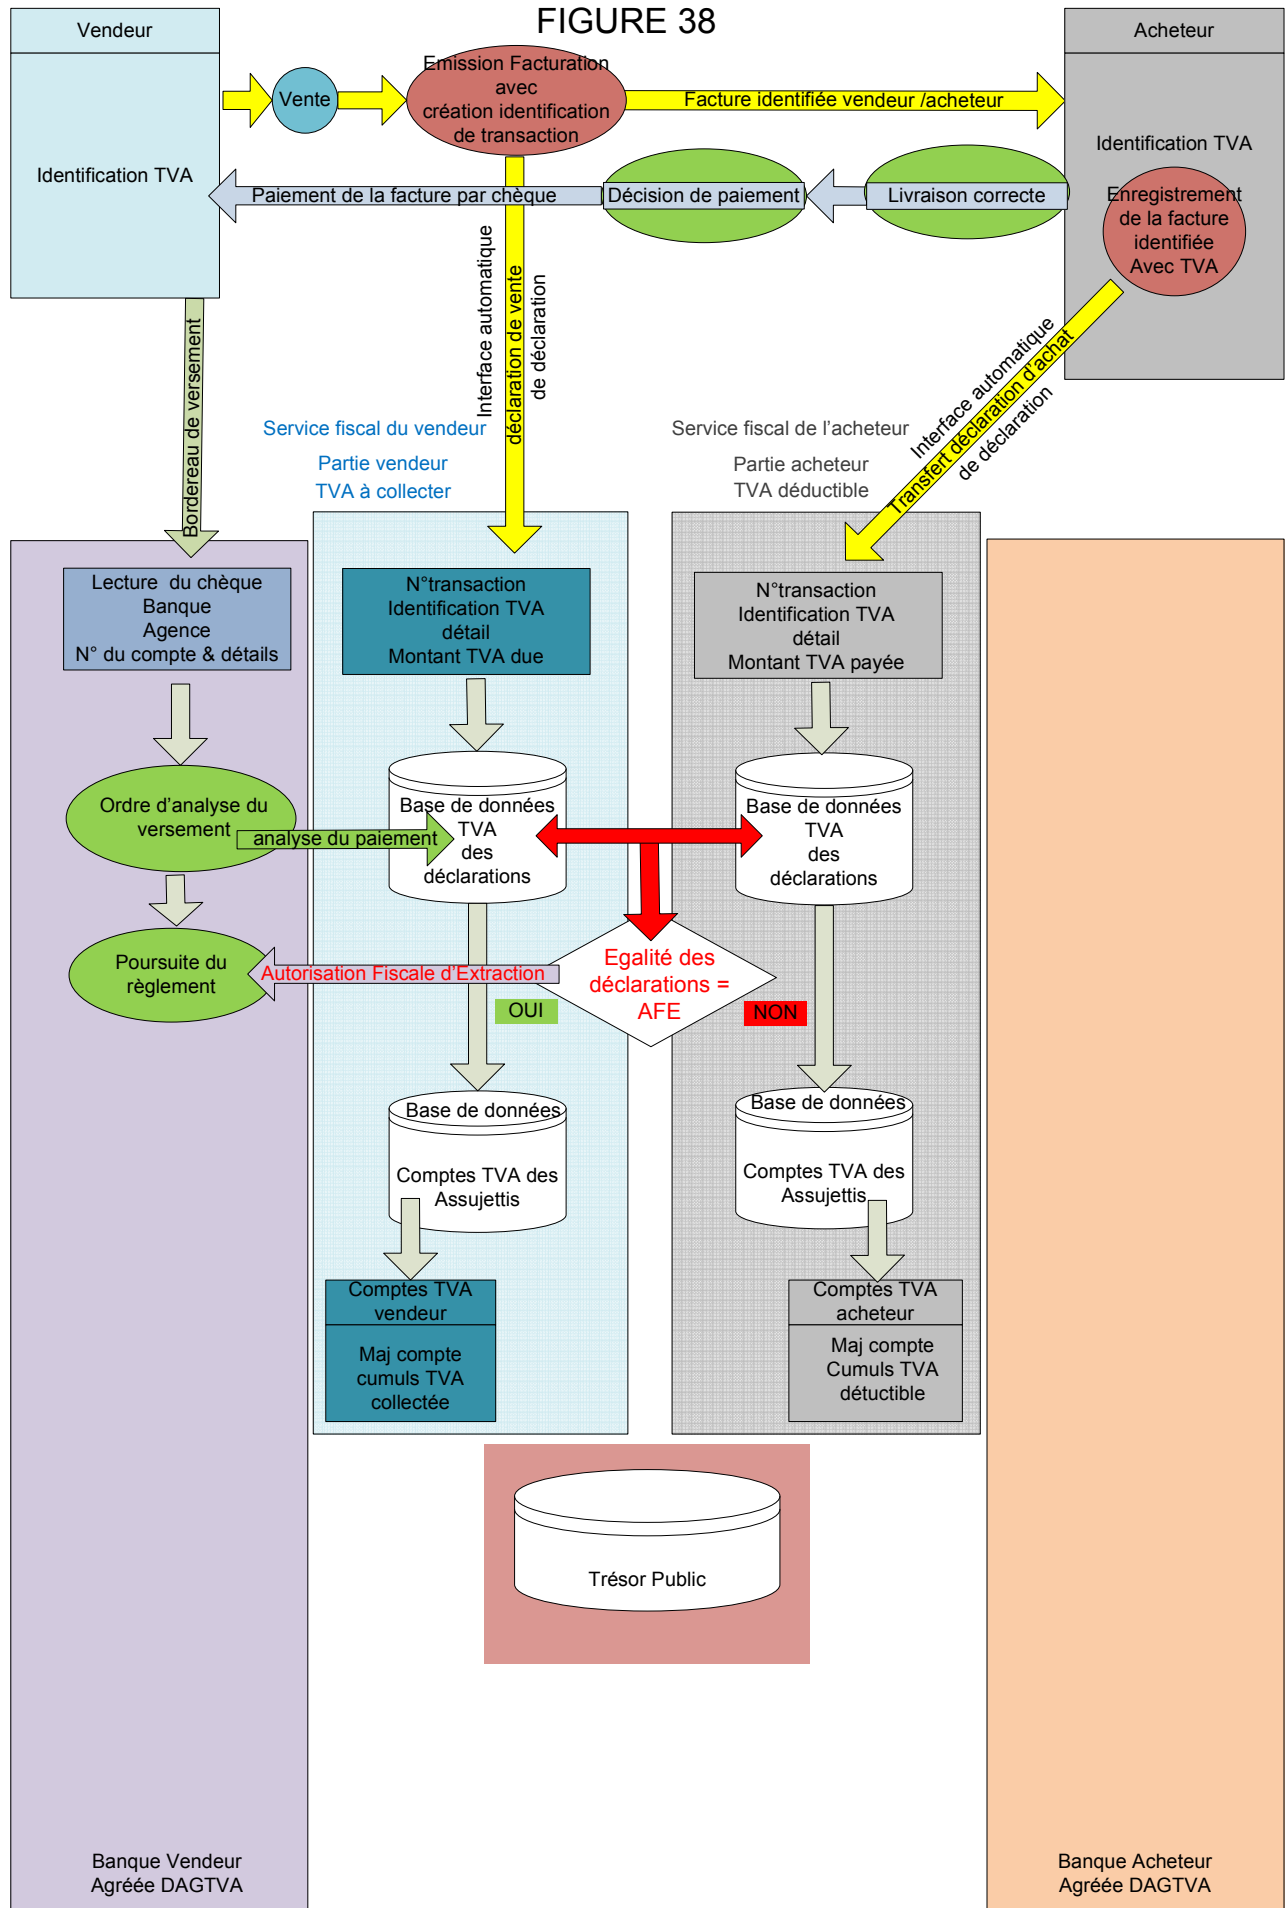 FIGURE 38
Vendeur
Identification TVA
Vente
Emission Facturation
avec
création identification
de transaction
Facture identifiée vendeur /acheteur
Acheteur
Identification TVA
Enregistrement
de la facture
identifiée
Avec TVA
Paiement de la facture par chèque
Décision de paiement
Livraison correcte
Bordereau de versement
Interface automatique
déclaration de vente
de déclaration
Interface automatique
Transfert déclaration d'achat
de déclaration
Service fiscal du vendeur
Partie vendeur
TVA à collecter
Service fiscal de l'acheteur
Partie acheteur
TVA déductible
Lecture du chèque
Banque
Agence
N° du compte & détails
N°transaction
Identification TVA
détail
Montant TVA due
N°transaction
Identification TVA
détail
Montant TVA payée
Ordre d'analyse du
versement
analyse du paiement
Base de données
TVA
des
déclarations
Base de données
TVA
des
déclarations
Poursuite du
règlement
Autorisation Fiscale d'Extraction
Egalité des
déclarations =
AFE
OUI
NON
Base de données
Comptes TVA des
Assujettis
Base de données
Comptes TVA des
Assujettis
Comptes TVA
vendeur
Maj compte
cumuls TVA
collectée
Comptes TVA
acheteur
Maj compte
Cumuls TVA
détuctible
Trésor Public
Banque Vendeur
Agréée DAGTVA
Banque Acheteur
Agréée DAGTVA